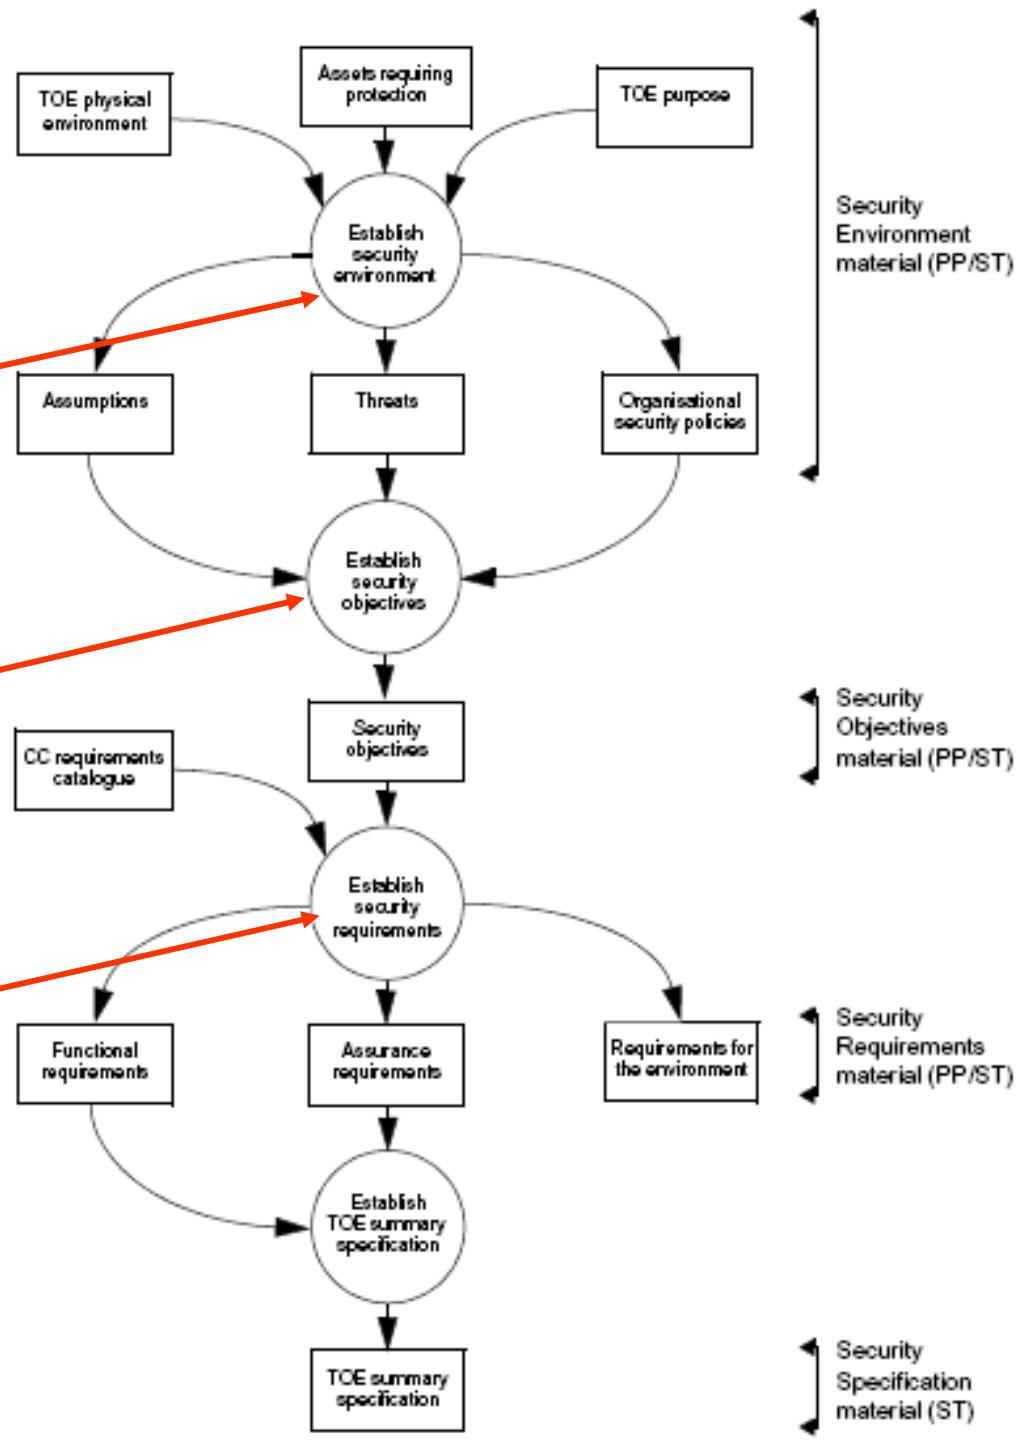 Assets requiring
protection
TOE physical
environment
TOE purpose
Security
Environment
material (PP/ST)
Establish
security
environment
Assumptions
Threats
Organisational
security policies
Establish
security
objectives
Security
objectives
Security
Objectives
material (PP/ST)
CC requirements
catalogue
Establish
security
requirements
Functional
requirements
Assurance
requirements
Requirements for
the environment
Security
Requirements
material (PP/ST)
Establish
TOE summary
specification
TOE summary
specification
Security
Specification
material (ST)